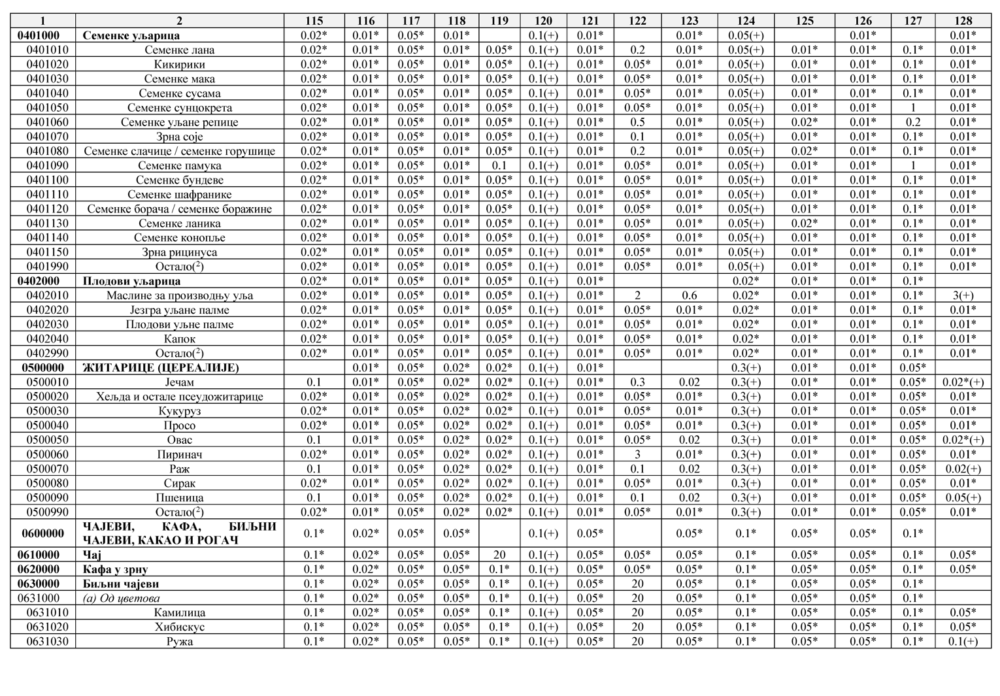 1 2 115 116 117 118 119 120 121 122 123 124 125 126 127 128
0401000 Семенке уљарица 0.02* 0.01* 0.05* 0.01* 0.1(+) 0.01* 0.01* 0.05(+) 0.01* 0.01*
0401010 Семенке лана 0.02* 0.01* 0.05* 0.01* 0.05* 0.1(+) 0.01* 0.2 0.01* 0.05(+) 0.01* 0.01* 0.1* 0.01*
0401020 Кикирики 0.02* 0.01* 0.05* 0.01* 0.05* 0.1(+) 0.01* 0.05* 0.01* 0.05(+) 0.01* 0.01* 0.1* 0.01*
0401030 Семенке мака 0.02* 0.01* 0.05* 0.01* 0.05* 0.1(+) 0.01* 0.05* 0.01* 0.05(+) 0.01* 0.01* 0.1* 0.01*
0401040 Семенке сусама 0.02* 0.01* 0.05* 0.01* 0.05* 0.1(+) 0.01* 0.05* 0.01* 0.05(+) 0.01* 0.01* 0.1* 0.01*
0401050 Семенке сунцокрета 0.02* 0.01* 0.05* 0.01* 0.05* 0.1(+) 0.01* 0.05* 0.01* 0.05(+) 0.01* 0.01* 1 0.01*
0401060 Семенке уљане репице 0.02* 0.01* 0.05* 0.01* 0.05* 0.1(+) 0.01* 0.5 0.01* 0.05(+) 0.02* 0.01* 0.2 0.01*
0401070 Зрна соје 0.02* 0.01* 0.05* 0.01* 0.05* 0.1(+) 0.01* 0.1 0.01* 0.05(+) 0.01* 0.01* 0.1* 0.01*
0401080 Семенке слачице / семенке горушице 0.02* 0.01* 0.05* 0.01* 0.05* 0.1(+) 0.01* 0.2 0.01* 0.05(+) 0.02* 0.01* 0.1* 0.01*
0401090 Семенке памука 0.02* 0.01* 0.05* 0.01* 0.1 0.1(+) 0.01* 0.05* 0.01* 0.05(+) 0.01* 0.01* 1 0.01*
0401100 Семенке бундеве 0.02* 0.01* 0.05* 0.01* 0.05* 0.1(+) 0.01* 0.05* 0.01* 0.05(+) 0.01* 0.01* 0.1* 0.01*
0401110 Семенке шафранике 0.02* 0.01* 0.05* 0.01* 0.05* 0.1(+) 0.01* 0.05* 0.01* 0.05(+) 0.01* 0.01* 0.1* 0.01*
0401120 Семенке борача / семенке боражине 0.02* 0.01* 0.05* 0.01* 0.05* 0.1(+) 0.01* 0.05* 0.01* 0.05(+) 0.01* 0.01* 0.1* 0.01*
0401130 Семенке ланика 0.02* 0.01* 0.05* 0.01* 0.05* 0.1(+) 0.01* 0.05* 0.01* 0.05(+) 0.02* 0.01* 0.1* 0.01*
0401140 Семенке конопље 0.02* 0.01* 0.05* 0.01* 0.05* 0.1(+) 0.01* 0.05* 0.01* 0.05(+) 0.01* 0.01* 0.1* 0.01*
0401150 Зрна рицинуса 0.02* 0.01* 0.05* 0.01* 0.05* 0.1(+) 0.01* 0.05* 0.01* 0.05(+) 0.01* 0.01* 0.1* 0.01*
0401990 Остало(²) 0.02* 0.01* 0.05* 0.01* 0.05* 0.1(+) 0.01* 0.05* 0.01* 0.05(+) 0.01* 0.01* 0.1* 0.01*
0402000 Плодови уљарица 0.02* 0.01* 0.05* 0.01* 0.05* 0.1(+) 0.01* 0.02* 0.01* 0.01* 0.1*
0402010 Маслине за производњу уља 0.02* 0.01* 0.05* 0.01* 0.05* 0.1(+) 0.01* 2 0.6 0.02* 0.01* 0.01* 0.1* 3(+)
0402020 Језгра уљане палме 0.02* 0.01* 0.05* 0.01* 0.05* 0.1(+) 0.01* 0.05* 0.01* 0.02* 0.01* 0.01* 0.1* 0.01*
0402030 Плодови уљне палме 0.02* 0.01* 0.05* 0.01* 0.05* 0.1(+) 0.01* 0.05* 0.01* 0.02* 0.01* 0.01* 0.1* 0.01*
0402040 Капок 0.02* 0.01* 0.05* 0.01* 0.05* 0.1(+) 0.01* 0.05* 0.01* 0.02* 0.01* 0.01* 0.1* 0.01*
0402990 Остало(²) 0.02* 0.01* 0.05* 0.01* 0.05* 0.1(+) 0.01* 0.05* 0.01* 0.02* 0.01* 0.01* 0.1* 0.01*
0500000 ЖИТАРИЦЕ (ЦЕРЕАЛИЈЕ) 0.01* 0.05* 0.02* 0.02* 0.1(+) 0.01* 0.3(+) 0.01* 0.01* 0.05*
0500010 Јечам 0.1 0.01* 0.05* 0.02* 0.02* 0.1(+) 0.01* 0.3 0.02 0.3(+) 0.01* 0.01* 0.05* 0.02*(+)
0500020 Хељда и остале псеудожитарице 0.02* 0.01* 0.05* 0.02* 0.02* 0.1(+) 0.01* 0.05* 0.01* 0.3(+) 0.01* 0.01* 0.05* 0.01*
0500030 Кукуруз 0.02* 0.01* 0.05* 0.02* 0.02* 0.1(+) 0.01* 0.05* 0.01* 0.3(+) 0.01* 0.01* 0.05* 0.01*
0500040 Просо 0.02* 0.01* 0.05* 0.02* 0.02* 0.1(+) 0.01* 0.05* 0.01* 0.3(+) 0.01* 0.01* 0.05* 0.01*
0500050 Овас 0.1 0.01* 0.05* 0.02* 0.02* 0.1(+) 0.01* 0.05* 0.02 0.3(+) 0.01* 0.01* 0.05* 0.02*(+)
0500060 Пиринач 0.02* 0.01* 0.05* 0.02* 0.02* 0.1(+) 0.01* 3 0.01* 0.3(+) 0.01* 0.01* 0.05* 0.01*
0500070 Раж 0.1 0.01* 0.05* 0.02* 0.02* 0.1(+) 0.01* 0.1 0.02 0.3(+) 0.01* 0.01* 0.05* 0.02(+)
0500080 Сирак 0.02* 0.01* 0.05* 0.02* 0.02* 0.1(+) 0.01* 0.05* 0.01* 0.3(+) 0.01* 0.01* 0.05* 0.01*
0500090 Пшеница 0.1 0.01* 0.05* 0.02* 0.02* 0.1(+) 0.01* 0.1 0.02 0.3(+) 0.01* 0.01* 0.05* 0.05(+)
0500990 Остало(²) 0.02* 0.01* 0.05* 0.02* 0.02* 0.1(+) 0.01* 0.05* 0.01* 0.3(+) 0.01* 0.01* 0.05* 0.01*
0600000 ЧАЈЕВИ, КАФА, БИЉНИ
ЧАЈЕВИ, КАКАО И РОГАЧ 0.1* 0.02* 0.05* 0.05* 0.1(+) 0.05* 0.05* 0.1* 0.05* 0.05* 0.1*
0610000 Чај 0.1* 0.02* 0.05* 0.05* 20 0.1(+) 0.05* 0.05* 0.05* 0.1* 0.05* 0.05* 0.1* 0.05*
0620000 Кафа у зрну 0.1* 0.02* 0.05* 0.05* 0.1* 0.1(+) 0.05* 0.05* 0.05* 0.1* 0.05* 0.05* 0.1* 0.05*
0630000 Биљни чајеви 0.1* 0.02* 0.05* 0.05* 0.1* 0.1(+) 0.05* 20 0.05* 0.1* 0.05* 0.05* 0.1*
0631000 (а) Од цветова 0.1* 0.02* 0.05* 0.05* 0.1* 0.1(+) 0.05* 20 0.05* 0.1* 0.05* 0.05* 0.1*
0631010 Камилица 0.1* 0.02* 0.05* 0.05* 0.1* 0.1(+) 0.05* 20 0.05* 0.1* 0.05* 0.05* 0.1* 0.05*
0631020 Хибискус 0.1* 0.02* 0.05* 0.05* 0.1* 0.1(+) 0.05* 20 0.05* 0.1* 0.05* 0.05* 0.1* 0.05*
0631030 Ружа 0.1* 0.02* 0.05* 0.05* 0.1* 0.1(+) 0.05* 20 0.05* 0.1* 0.05* 0.05* 0.1* 0.1(+)